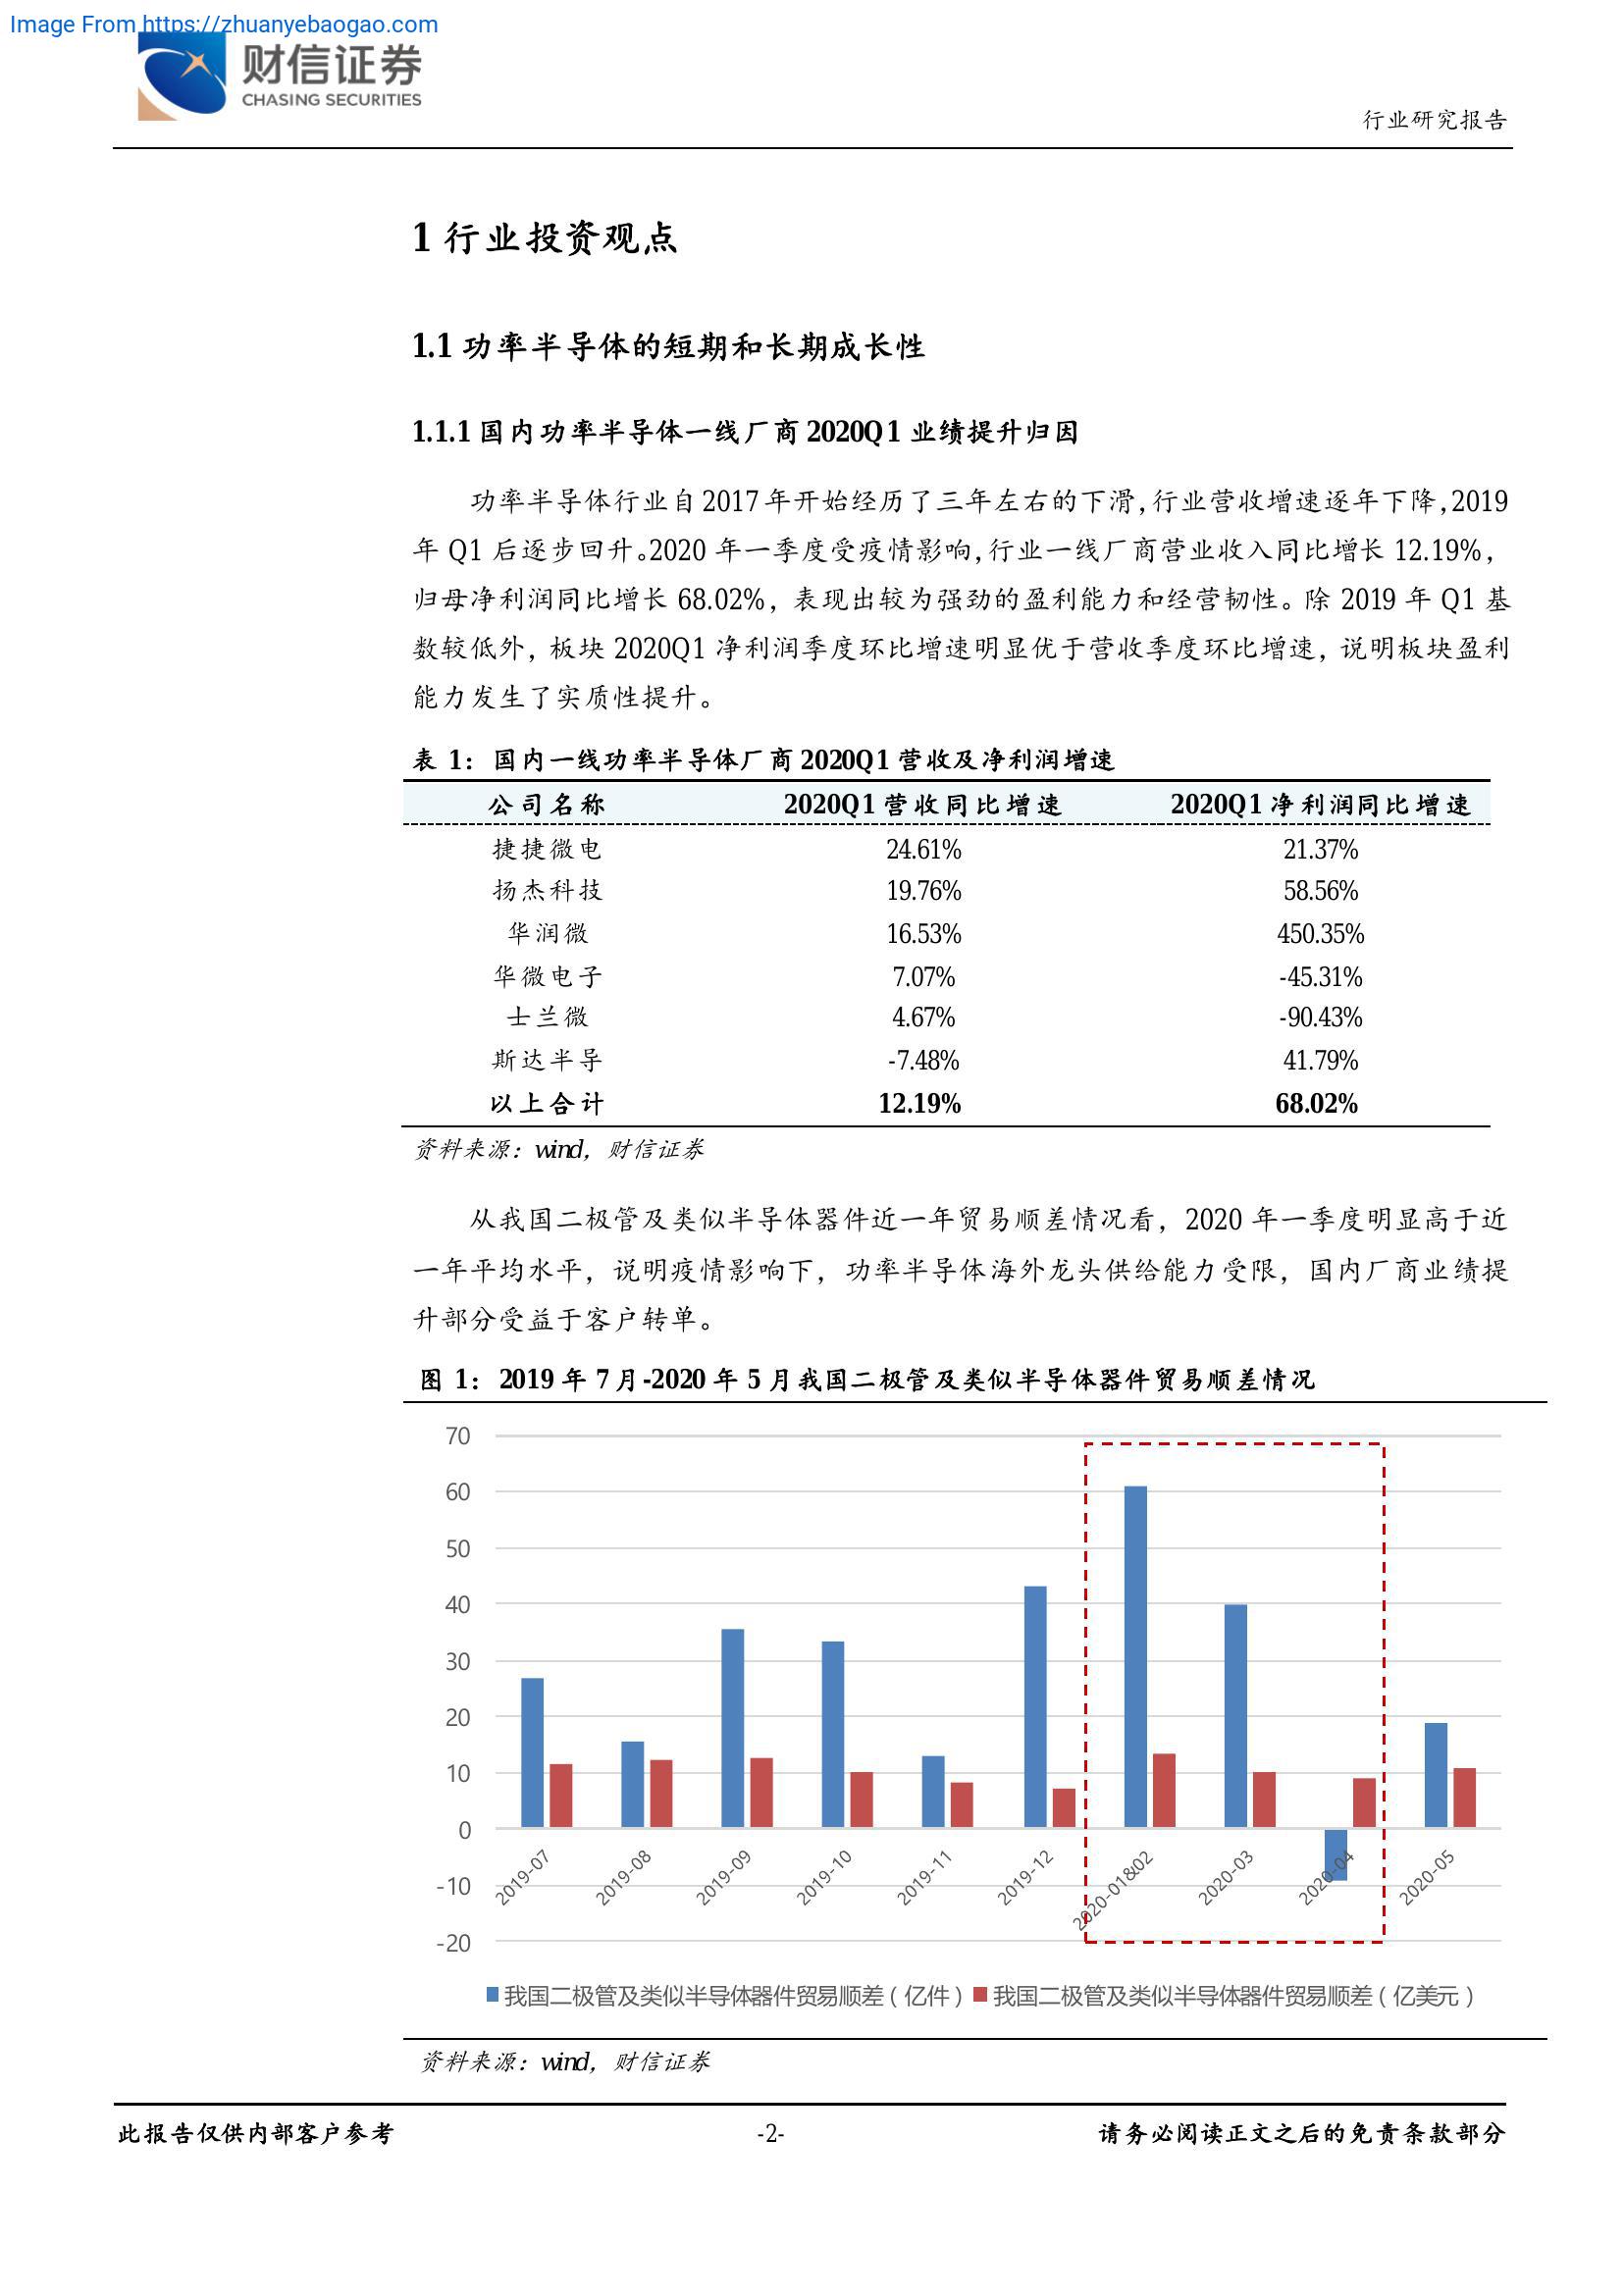 Image From https://zhuanyebaogao.com
财信证券
CHASING SECURITIES
行业研究报告
1 行业投资观点
1.1 功率半导体的短期和长期成长性
1.1.1 国内功率半导体一线厂商 2020Q1 业绩提升归因
功率半导体行业自 2017 年开始经历了三年左右的下滑，行业营收增速逐年下降，2019
年 Q1 后逐步回升。2020 年一季度受疫情影响，行业一线厂商营业收入同比增长 12.19%，
归母净利润同比增长 68.02%，表现出较为强劲的盈利能力和经营韧性。除 2019 年 Q1 基
数较低外，板块 2020Q1 净利润季度环比增速明显优于营收季度环比增速，说明板块盈利
能力发生了实质性提升。
表 1：国内一线功率半导体厂商 2020Q1 营收及净利润增速
公司名称 2020Q1 营收同比增速 2020Q1 净利润同比增速
捷捷微电 24.61% 21.37%
扬杰科技 19.76% 58.56%
华润微 16.53% 450.35%
华微电子 7.07% -45.31%
士兰微 4.67% -90.43%
斯达半导 -7.48% 41.79%
以上合计 12.19% 68.02%
资料来源：wind，财信证券
从我国二极管及类似半导体器件近一年贸易顺差情况看，2020 年一季度明显高于近
一年平均水平，说明疫情影响下，功率半导体海外龙头供给能力受限，国内厂商业绩提
升部分受益于客户转单。
图 1：2019 年 7 月-2020 年 5 月我国二极管及类似半导体器件贸易顺差情况
70
60
50
40
30
20
10
0
-10
-20
2019-07 2019-08 2019-09 2019-10 2019-11 2019-12 2020-01&02 2020-03 2020-04 2020-05
我国二极管及类似半导体器件贸易顺差（亿件） 我国二极管及类似半导体器件贸易顺差（亿美元）
资料来源：wind，财信证券
此报告仅供内部客户参考 -2- 请务必阅读正文之后的免责条款部分